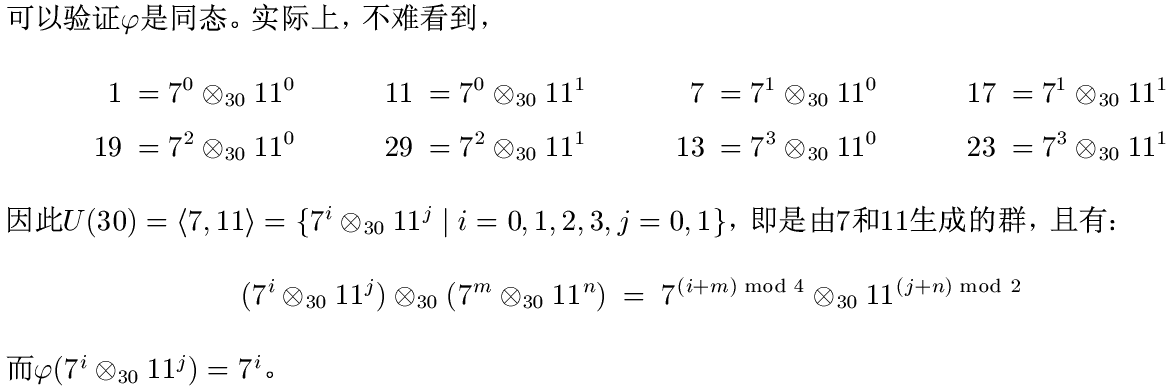 可以验证φ是同态。实际上，不难看到，
1 = 7^0 ⊗_30 11^0  11 = 7^0 ⊗_30 11^1  7 = 7^1 ⊗_30 11^0  17 = 7^1 ⊗_30 11^1
19 = 7^2 ⊗_30 11^0  29 = 7^2 ⊗_30 11^1  13 = 7^3 ⊗_30 11^0  23 = 7^3 ⊗_30 11^1
因此U(30) = ⟨7, 11⟩ = {7^i ⊗_30 11^j | i = 0, 1, 2, 3, j = 0, 1}，即是由7和11生成的群，且有：
(7^i ⊗_30 11^j) ⊗_30 (7^m ⊗_30 11^n) = 7^{(i+m) mod 4} ⊗_30 11^{(j+n) mod 2}
而φ(7^i ⊗_30 11^j) = 7^i。